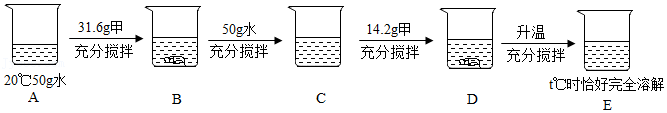 31.6g甲
充分搅拌
50g水
充分搅拌
14.2g甲
充分搅拌
升温
充分搅拌
20℃50g水
t℃时恰好完全溶解
A
B
C
D
E